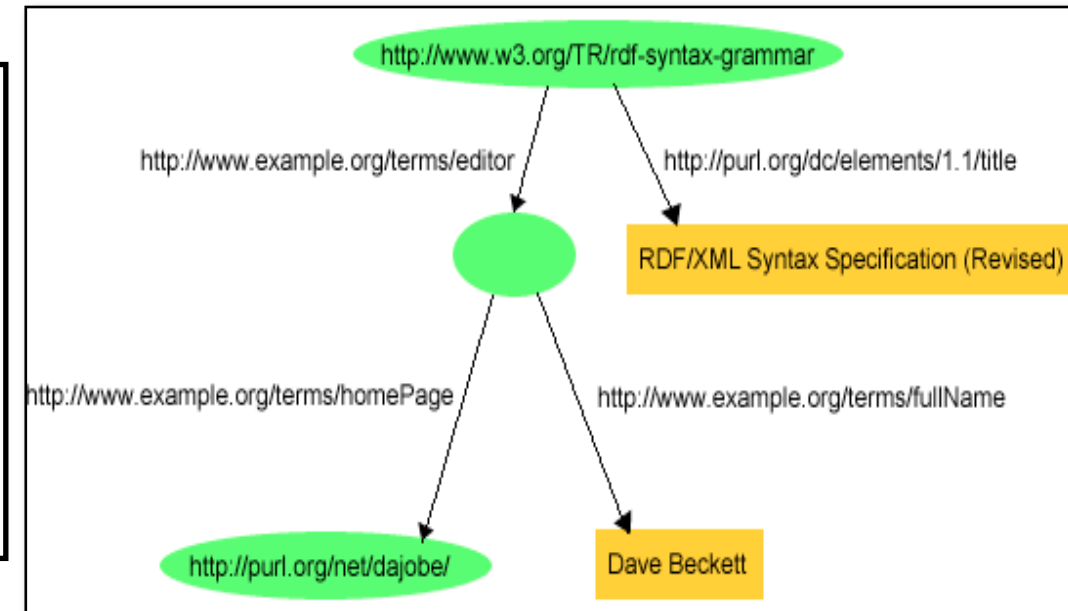 http://www.w3.org/TR/rdf-syntax-grammar
http://www.example.org/terms/editor
http://purl.org/dc/elements/1.1/title
RDF/XML Syntax Specification (Revised)
http://www.example.org/terms/homePage
http://www.example.org/terms/fullName
http://purl.org/net/dajobe/
Dave Beckett